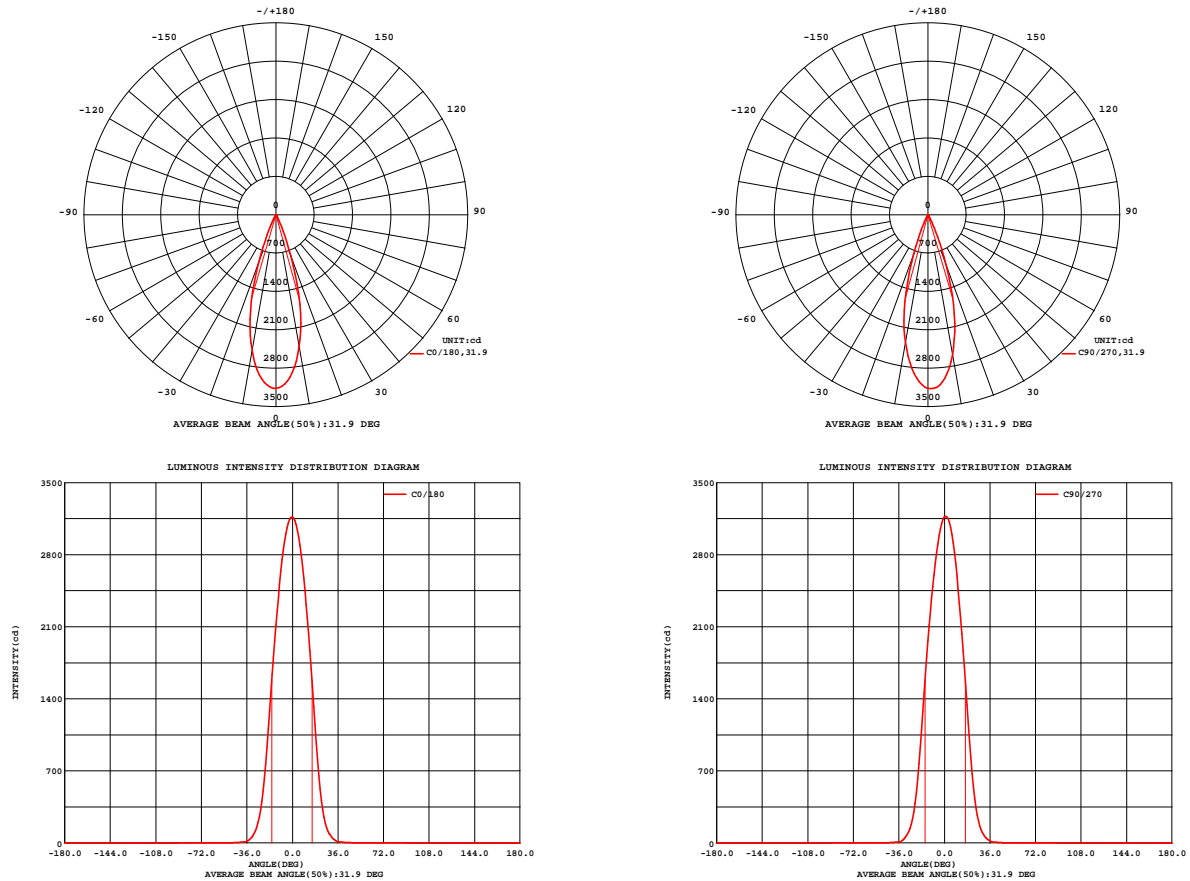 -/+180
-150
150
-120
120
-90
90
0
700
1400
2100
2800
3500
-60
60
UNIT:cd
C0/180,31.9
-30
30
0
AVERAGE BEAM ANGLE(50%):31.9 DEG
-/+180
-150
150
-120
120
-90
90
0
700
1400
2100
2800
3500
-60
60
UNIT:cd
C90/270,31.9
-30
30
0
AVERAGE BEAM ANGLE(50%):31.9 DEG
LUMINOUS INTENSITY DISTRIBUTION DIAGRAM
C0/180
INTENSITY(cd)
3500
2800
2100
1400
700
0
-180.0 -144.0 -108.0 -72.0 -36.0 0.0 36.0 72.0 108.0 144.0 180.0
ANGLE(DEG)
AVERAGE BEAM ANGLE(50%):31.9 DEG
LUMINOUS INTENSITY DISTRIBUTION DIAGRAM
C90/270
INTENSITY(cd)
3500
2800
2100
1400
700
0
-180.0 -144.0 -108.0 -72.0 -36.0 0.0 36.0 72.0 108.0 144.0 180.0
ANGLE(DEG)
AVERAGE BEAM ANGLE(50%):31.9 DEG